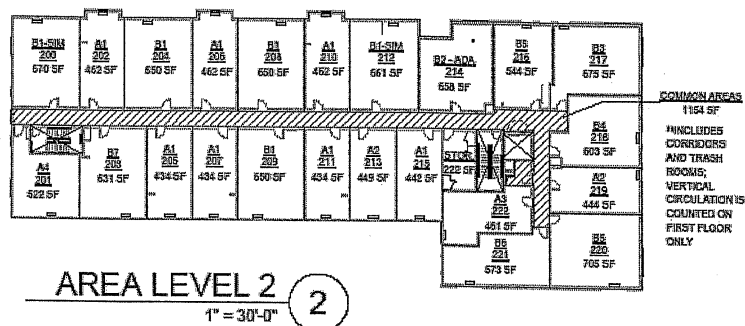 B1-SIM
200
670 SF
A1
202
462 SF
B1
204
650 SF
A1
206
462 SF
B1
208
650 SF
A1
210
462 SF
B1-SIM
212
661 SF
B2 - ADA
214
658 SF
B5
216
544 SF
B3
217
675 SF
COMMON AREAS
1154 SF
*INCLUDES
CORRIDORS
AND TRASH
ROOMS;
VERTICAL
CIRCULATION IS
COUNTED ON
FIRST FLOOR
ONLY
A4
201
522 SF
B7
203
631 SF
A1
205
434 SF
A1
207
434 SF
B1
209
650 SF
A1
211
434 SF
A2
213
449 SF
A1
215
442 SF
STOR
222 SF
B4
218
603 SF
A2
219
444 SF
A3
222
461 SF
B6
221
573 SF
B5
220
705 SF
AREA LEVEL 2
1" = 30'-0"
2